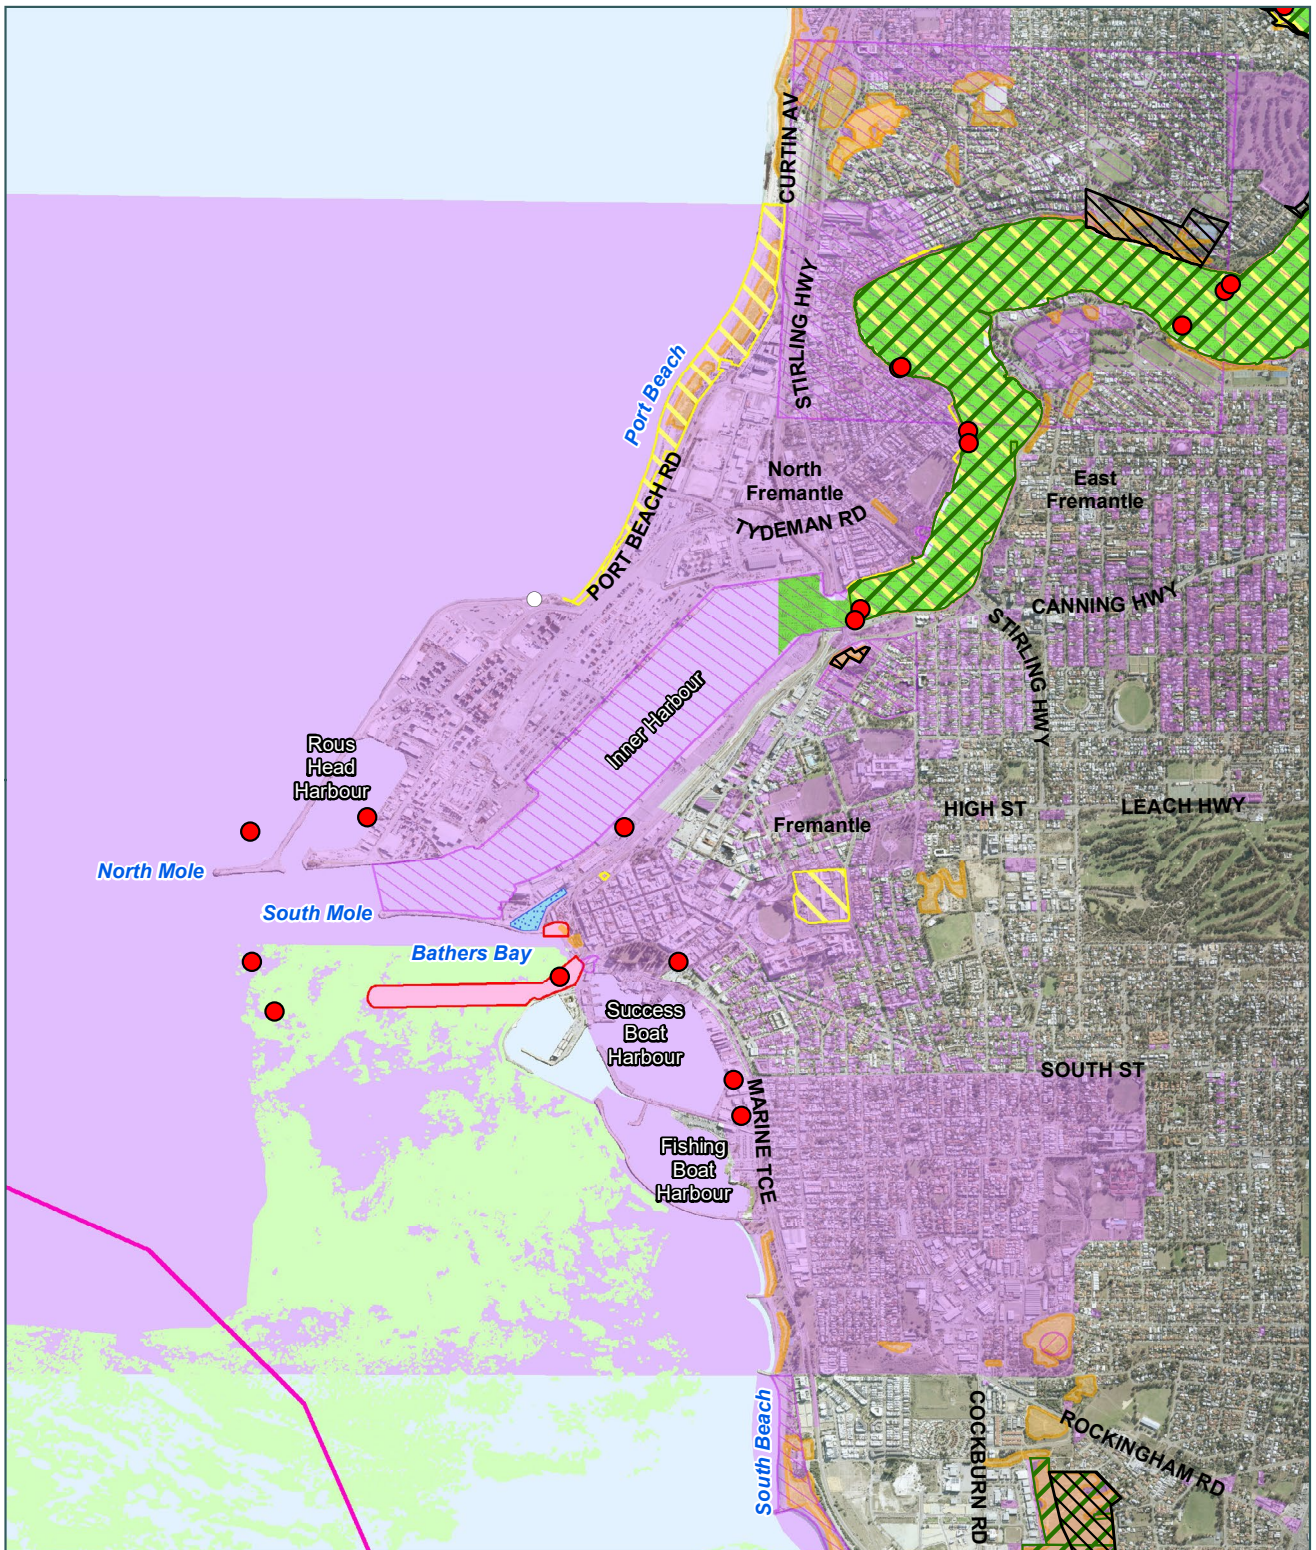 CURTIN AV
STIRLING HWY
Port Beach
PORT BEACH RD
North
Fremantle
TYDEMAN RD
East
Fremantle
CANNING HWY
STIRLING HWY
Inner Harbour
Rous
Head
Harbour
HIGH ST
LEACH HWY
Fremantle
North Mole
South Mole
Bathers Bay
Success
Boat
Harbour
SOUTH ST
MARINE TCE
Fishing
Boat
Harbour
South Beach
COCKBURN RD
ROCKINGHAM RD